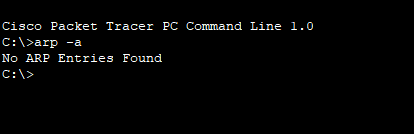 Cisco Packet Tracer PC Command Line 1.0
C:\>arp -a
No ARP Entries Found
C:\>